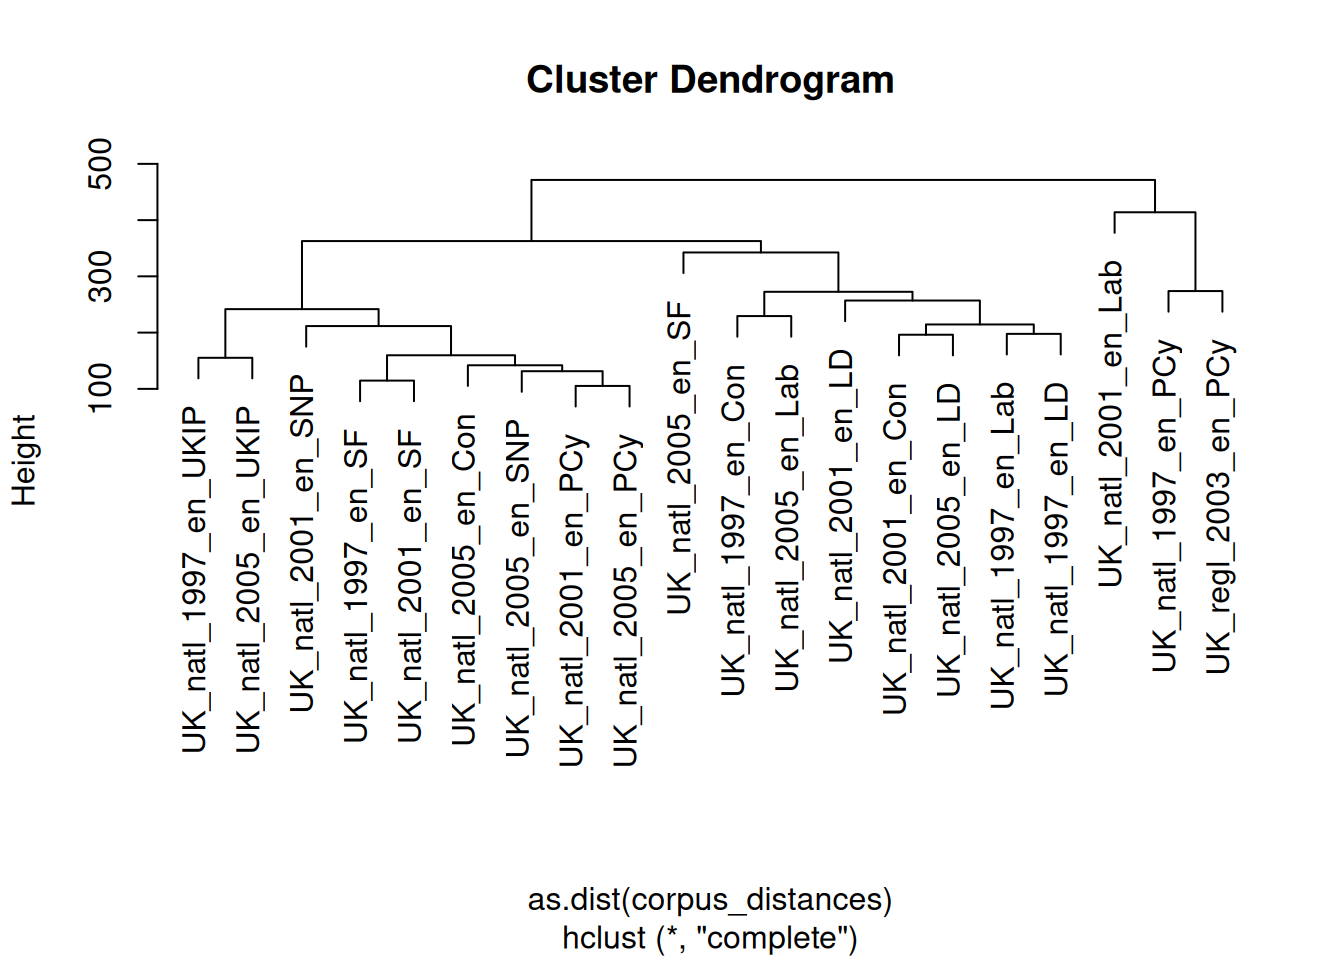 Cluster Dendrogram
Height
500
300
100
UK_natl_1997_en_UKIP
UK_natl_2005_en_UKIP
UK_natl_2001_en_SNP
UK_natl_1997_en_SF
UK_natl_2001_en_SF
UK_natl_2005_en_Con
UK_natl_2005_en_SNP
UK_natl_2001_en_PCy
UK_natl_2005_en_PCy
UK_natl_2005_en_SF
UK_natl_1997_en_Con
UK_natl_2005_en_Lab
UK_natl_2001_en_LD
UK_natl_2001_en_Con
UK_natl_2005_en_LD
UK_natl_1997_en_Lab
UK_natl_1997_en_LD
UK_natl_2001_en_Lab
UK_natl_1997_en_PCy
UK_regl_2003_en_PCy
as.dist(corpus_distances)
hclust (*, "complete")